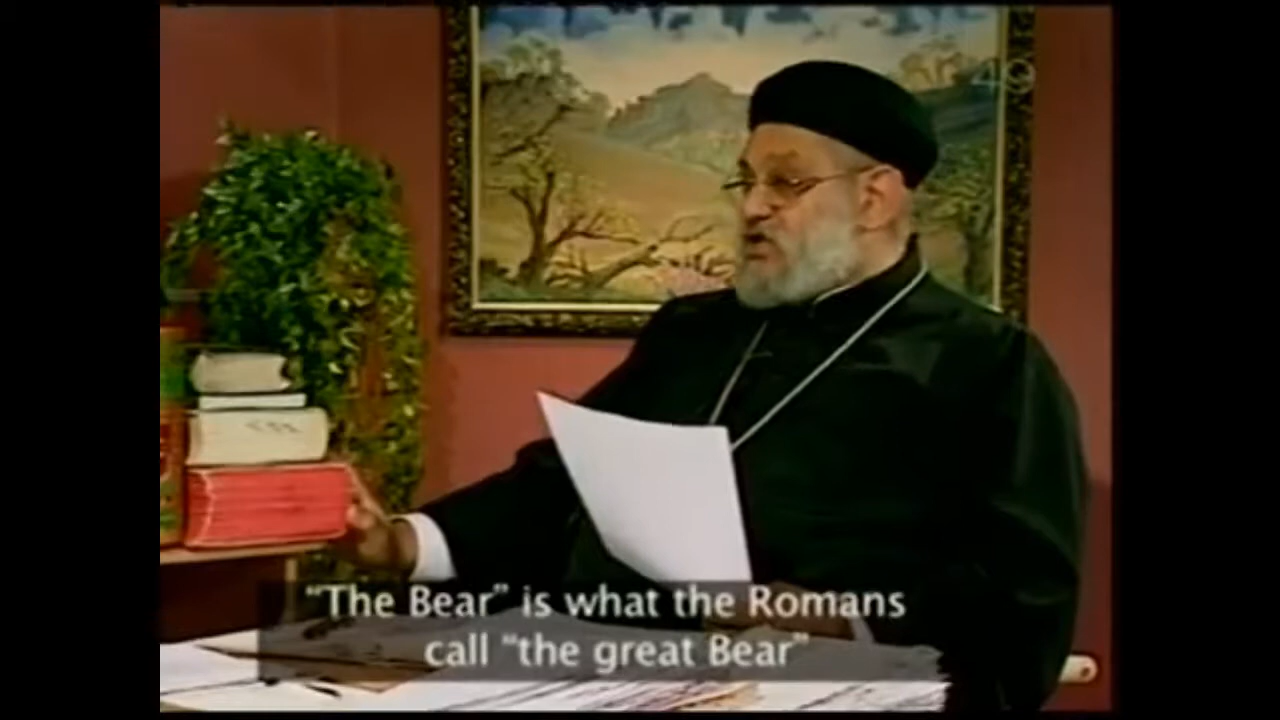 “The Bear” is what the Romans
call “the great Bear”